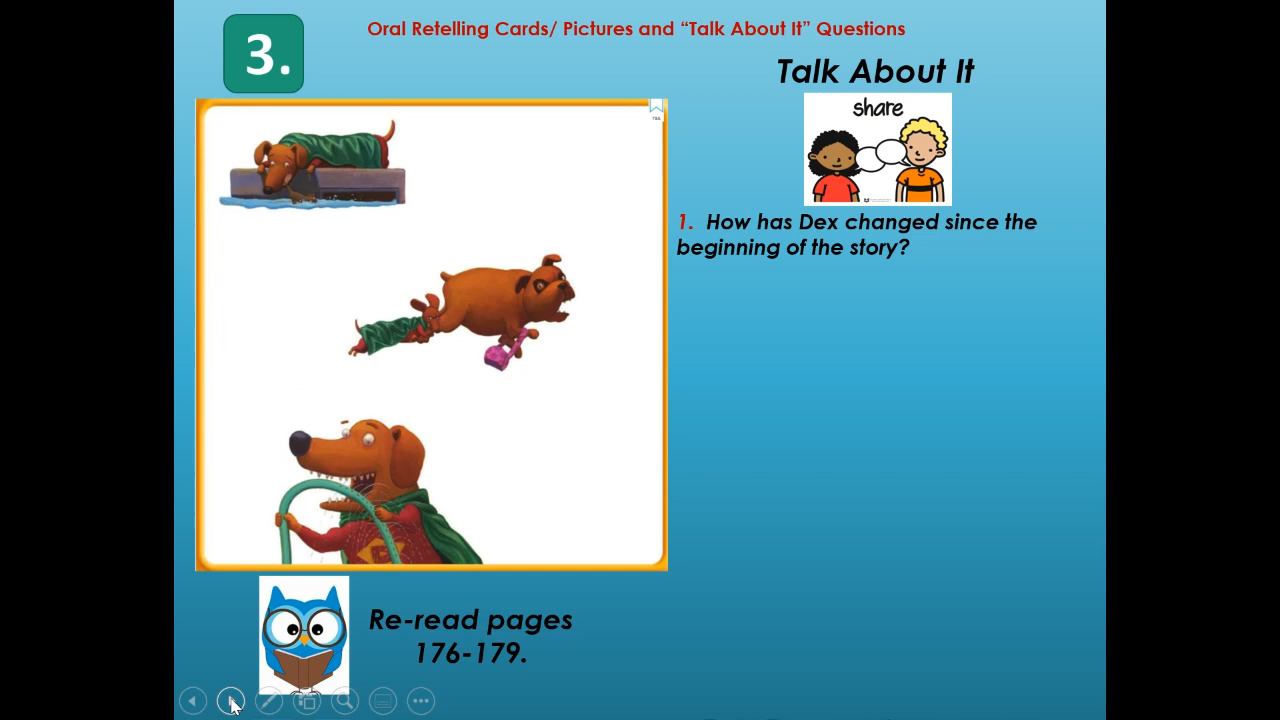 3.
Oral Retelling Cards/ Pictures and “Talk About It” Questions
Talk About It
share
1. How has Dex changed since the
beginning of the story?
Re-read pages
176-179.